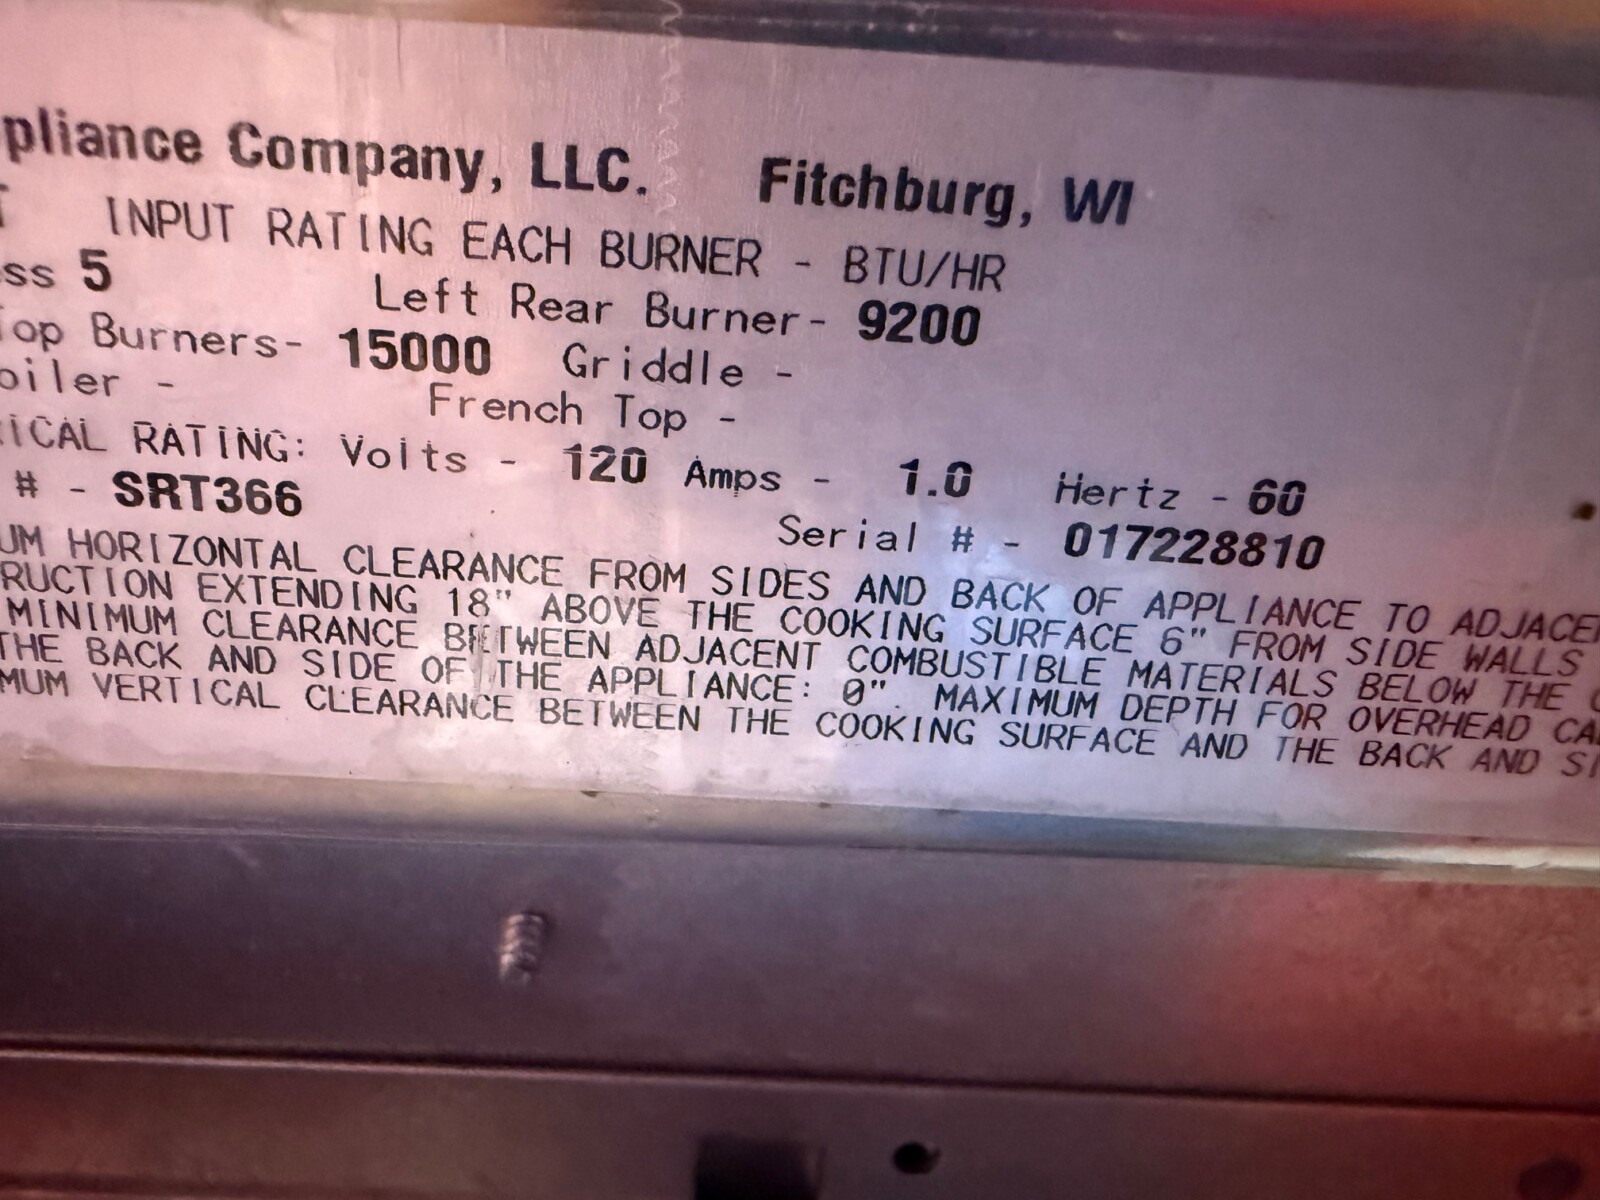 pliance Company, LLC. Fitchburg, WI
INPUT RATING EACH BURNER - BTU/HR
ss 5 Left Rear Burner- 9200
op Burners- 15000 Griddle -
oiler - French Top -
ICAL RATING: Volts - 120 Amps - 1.0 Hertz - 60
# - SRT366 Serial # - 017228810
UM HORIZONTAL CLEARANCE FROM SIDES AND BACK OF APPLIANCE TO ADJACE
RUCTION EXTENDING 18" ABOVE THE COOKING SURFACE 6" FROM SIDE WALLS
MINIMUM CLEARANCE BETWEEN ADJACENT COMBUSTIBLE MATERIALS BELOW THE
THE BACK AND SIDE OF THE APPLIANCE: 0". MAXIMUM DEPTH FOR OVERHEAD CA
MUM VERTICAL CLEARANCE BETWEEN THE COOKING SURFACE AND THE BACK AND SI